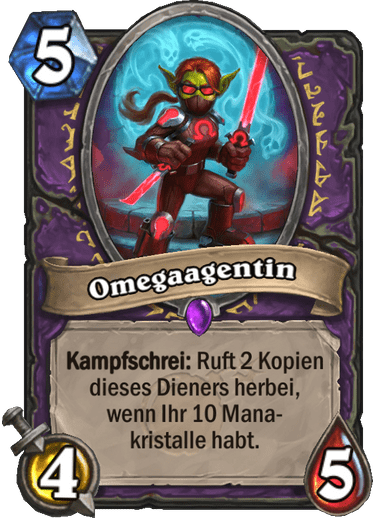 5
Omegaagentin
Kampfschrei: Ruft 2 Kopien
dieses Dieners herbei,
wenn Ihr 10 Mana-
kristalle habt.
4
5